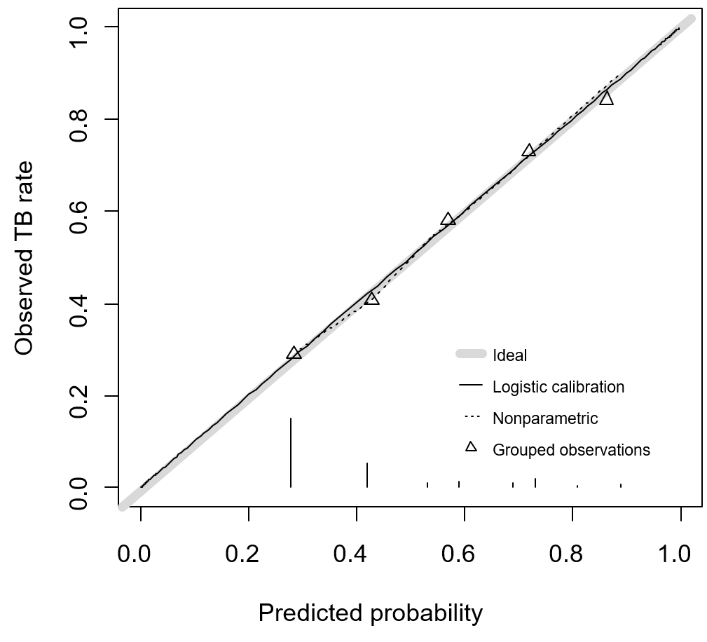 1.0
0.8
0.6
0.4
0.2
0.0
Observed TB rate
Ideal
Logistic calibration
Nonparametric
Grouped observations
0.0 0.2 0.4 0.6 0.8 1.0
Predicted probability